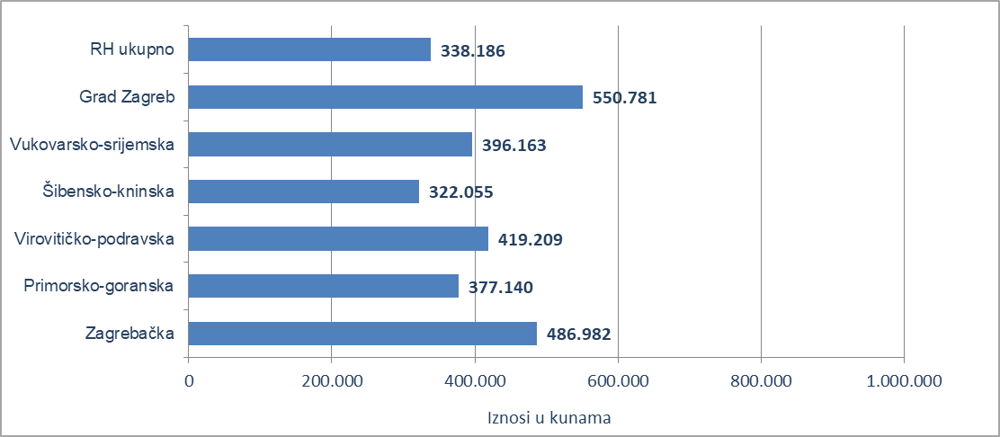 RH ukupno 338.186
Grad Zagreb 550.781
Vukovarsko-srijemska 396.163
Šibensko-kninska 322.055
Virovitičko-podravska 419.209
Primorsko-goranska 377.140
Zagrebačka 486.982
0 200.000 400.000 600.000 800.000 1.000.000
Iznosi u kunama